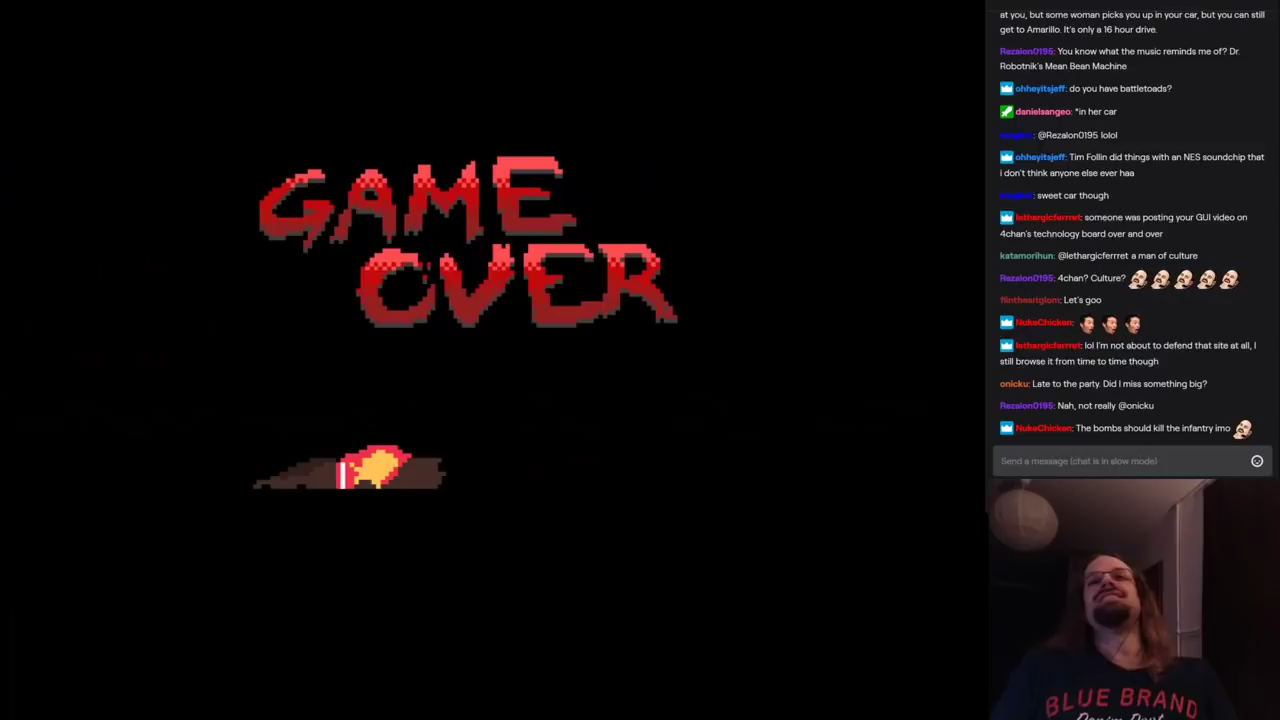 GAME
OVER
at you, but some woman picks you up in your car, but you can still
get to Amarillo. It's only a 16 hour drive.
Rezalon0195: You know what the music reminds me of? Dr.
Robotnik's Mean Bean Machine
ohheyitsjeff: do you have battletoads?
danielsangeo: *in her car
: @Rezalon0195 lolol
ohheyitsjeff: Tim Follin did things with an NES soundchip that
i don't think anyone else ever haa
: sweet car though
lethargicferrret: someone was posting your GUI video on
4chan's technology board over and over
katamorihun: @lethargicferrret a man of culture
Rezalon0195: 4chan? Culture?
: Let's goo
NukeChicken:
lethargicferrret: lol I'm not about to defend that site at all, I
still browse it from time to time though
onicku: Late to the party. Did I miss something big?
Rezalon0195: Nah, not really @onicku
NukeChicken: The bombs should kill the infantry imo
Send a message (chat is in slow mode)
BLUE BRAND